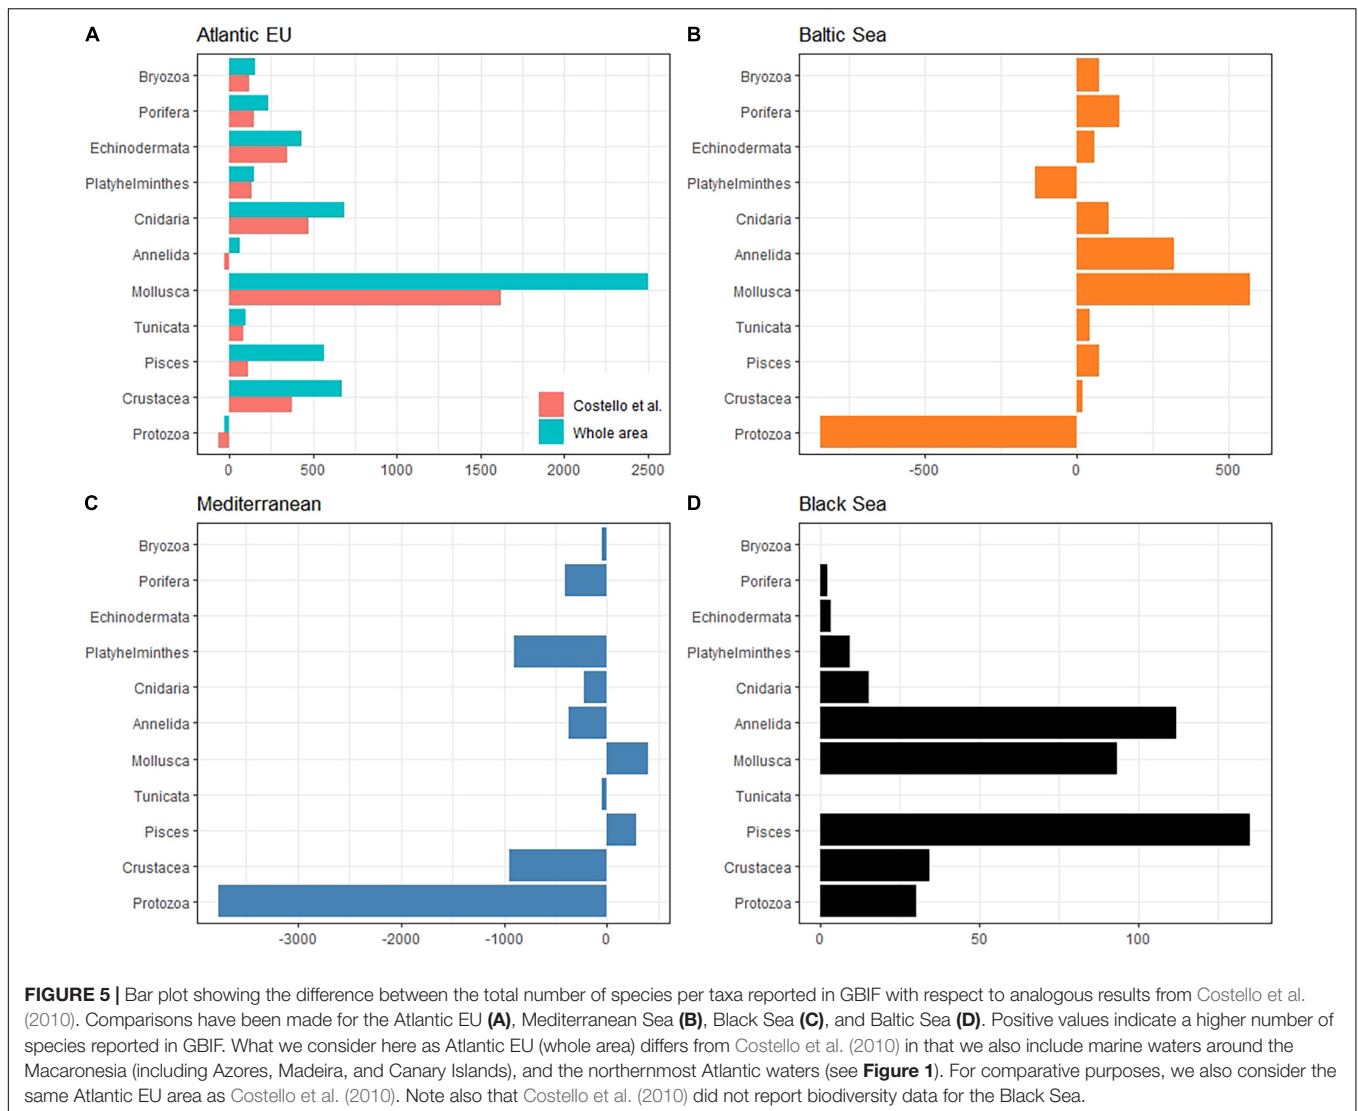 A Atlantic EU
Bryozoa
Porifera
Echinodermata
Platyhelminthes
Cnidaria
Annelida
Mollusca
Tunicata
Pisces
Crustacea
Protozoa
Costello et al.
Whole area
0 500 1000 1500 2000 2500
B Baltic Sea
Bryozoa
Porifera
Echinodermata
Platyhelminthes
Cnidaria
Annelida
Mollusca
Tunicata
Pisces
Crustacea
Protozoa
-500 0 500
C Mediterranean
Bryozoa
Porifera
Echinodermata
Platyhelminthes
Cnidaria
Annelida
Mollusca
Tunicata
Pisces
Crustacea
Protozoa
-3000 -2000 -1000 0
D Black Sea
Bryozoa
Porifera
Echinodermata
Platyhelminthes
Cnidaria
Annelida
Mollusca
Tunicata
Pisces
Crustacea
Protozoa
0 50 100
FIGURE 5 | Bar plot showing the difference between the total number of species per taxa reported in GBIF with respect to analogous results from Costello et al.
(2010). Comparisons have been made for the Atlantic EU (A), Mediterranean Sea (B), Black Sea (C), and Baltic Sea (D). Positive values indicate a higher number of
species reported in GBIF. What we consider here as Atlantic EU (whole area) differs from Costello et al. (2010) in that we also include marine waters around the
Macaronesia (including Azores, Madeira, and Canary Islands), and the northernmost Atlantic waters (see Figure 1). For comparative purposes, we also consider the
same Atlantic EU area as Costello et al. (2010). Note also that Costello et al. (2010) did not report biodiversity data for the Black Sea.